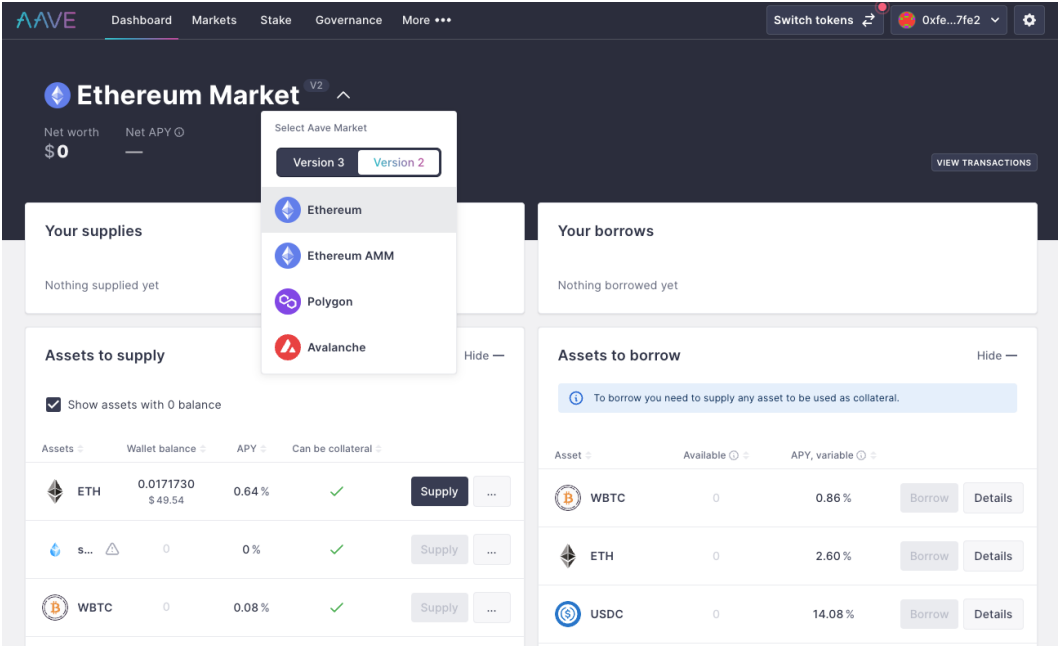 AAVE Dashboard Markets Stake Governance More ••• Switch tokens 0xfe...7fe2
Ethereum Market V2
Net worth Net APY
$0 —
VIEW TRANSACTIONS
Select Aave Market
Version 3 Version 2
Ethereum
Ethereum AMM
Polygon
Avalanche
Your supplies
Nothing supplied yet
Your borrows
Nothing borrowed yet
Assets to supply Hide —
Show assets with 0 balance
Assets Wallet balance APY Can be collateral
ETH 0.0171730 0.64 % Supply ...
$ 49.54
s... 0 0 % Supply ...
WBTC 0 0.08 % Supply ...
Assets to borrow Hide —
To borrow you need to supply any asset to be used as collateral.
Asset Available APY, variable
WBTC 0 0.86 % Borrow Details
ETH 0 2.60 % Borrow Details
USDC 0 14.08 % Borrow Details